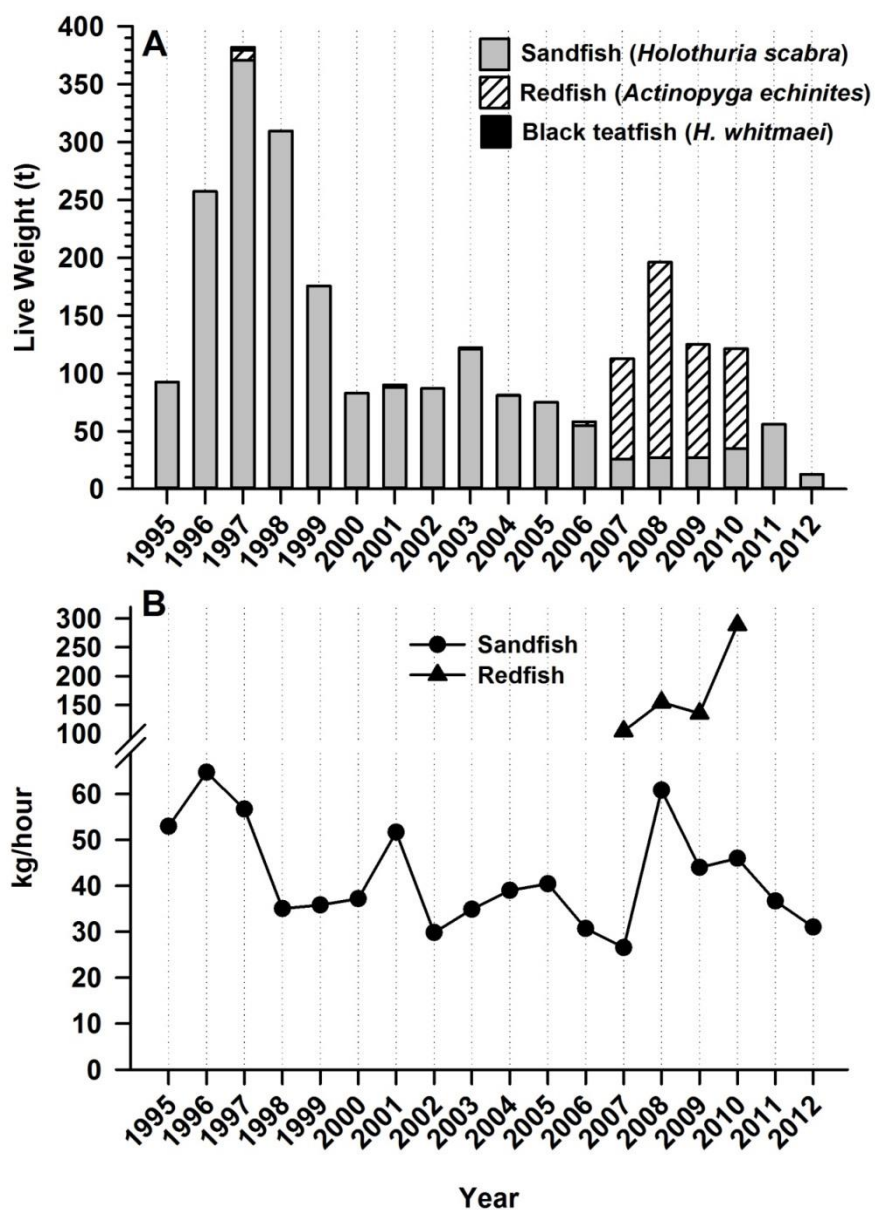 A
Sandfish (Holothuria scabra)
Redfish (Actinopyga echinites)
Black teatfish (H. whitmaei)
Live Weight (t)
400
350
300
250
200
150
100
50
0
1995 1996 1997 1998 1999 2000 2001 2002 2003 2004 2005 2006 2007 2008 2009 2010 2011 2012
B
Sandfish
Redfish
kg/hour
300
250
200
150
100
60
50
40
30
20
10
0
1995 1996 1997 1998 1999 2000 2001 2002 2003 2004 2005 2006 2007 2008 2009 2010 2011 2012
Year